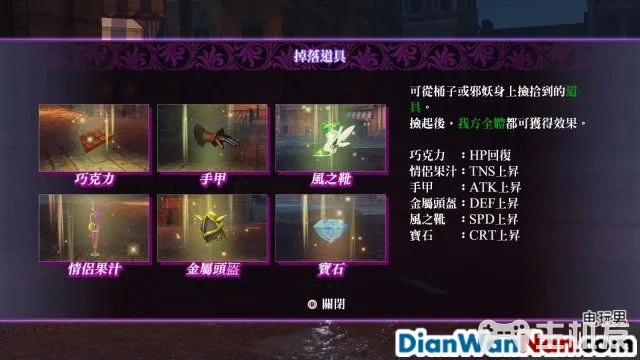 掉落道具
可從桶子或邪妖身上撿拾到的道
具。
撿起後，我方全體都可獲得效果。
巧克力　：HP回復
情侶果汁：TNS上昇
手甲　　：ATK上昇
金屬頭盔：DEF上昇
風之靴　：SPD上昇
寶石　　：CRT上昇
巧克力
手甲
風之靴
情侶果汁
金屬頭盔
寶石
關閉
电玩男
DianWanNan.com